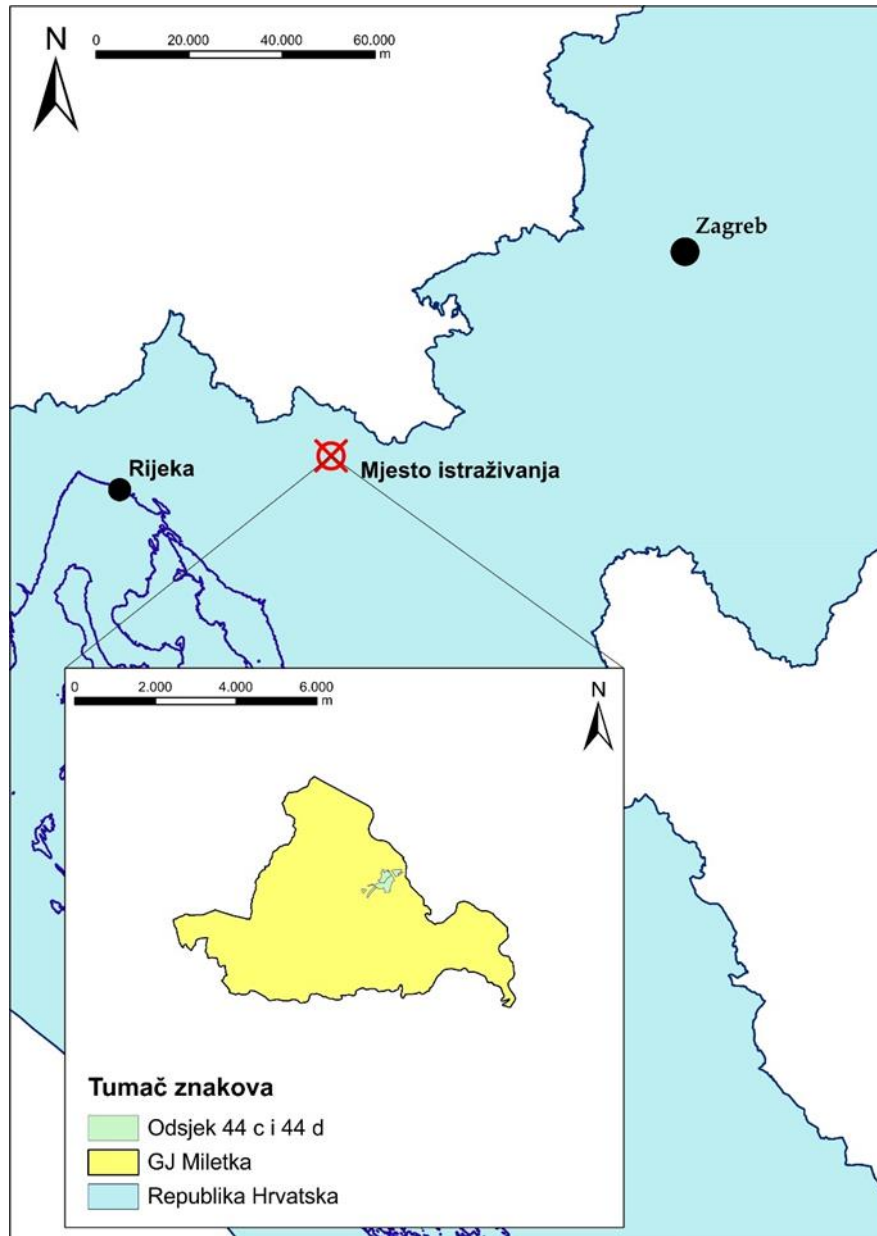 0 20.000 40.000 60.000
m
N
Zagreb
Rijeka
Mjesto istraživanja
0 2.000 4.000 6.000
m
N
Tumač znakova
Odsjek 44 c i 44 d
GJ Miletka
Republika Hrvatska